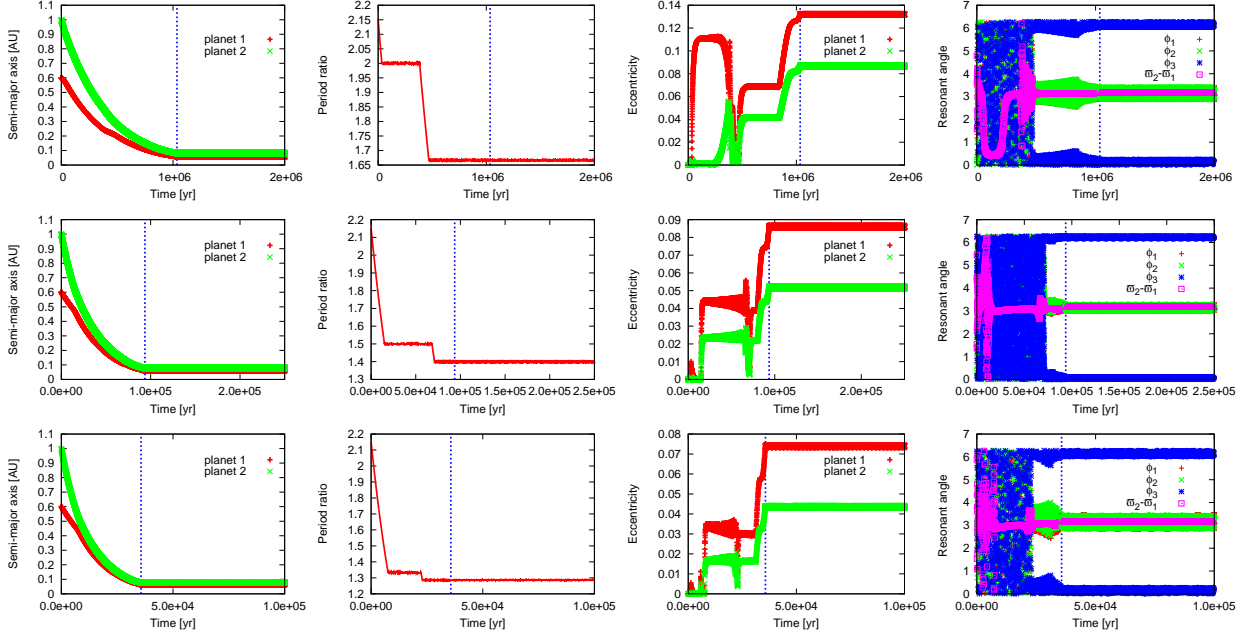 Semi-major axis [AU]
1.1
1
0.9
0.8
0.7
0.6
0.5
0.4
0.3
0.2
0.1
0
planet 1
planet 2
0 1e+06 2e+06
Time [yr]
Period ratio
2.2
2.15
2.1
2.05
2
1.95
1.9
1.85
1.8
1.75
1.7
1.65
0 1e+06 2e+06
Time [yr]
Eccentricity
0.14
0.12
0.1
0.08
0.06
0.04
0.02
0
planet 1
planet 2
0 1e+06 2e+06
Time [yr]
Resonant angle
7
6
5
4
3
2
1
0
ϕ1
ϕ2
ϕ3
ϖ2-ϖ1
0 1e+06 2e+06
Time [yr]
Semi-major axis [AU]
1.1
1
0.9
0.8
0.7
0.6
0.5
0.4
0.3
0.2
0.1
0
planet 1
planet 2
0.0e+00 1.0e+05 2.0e+05
Time [yr]
Period ratio
2.2
2.1
2
1.9
1.8
1.7
1.6
1.5
1.4
1.3
0.0e+00 5.0e+04 1.0e+05 1.5e+05 2.0e+05 2.5e+05
Time [yr]
Eccentricity
0.09
0.08
0.07
0.06
0.05
0.04
0.03
0.02
0.01
0
planet 1
planet 2
0.0e+00 1.0e+05 2.0e+05
Time [yr]
Resonant angle
7
6
5
4
3
2
1
0
ϕ1
ϕ2
ϕ3
ϖ2-ϖ1
0.0e+00 5.0e+04 1.0e+05 1.5e+05 2.0e+05 2.5e+05
Time [yr]
Semi-major axis [AU]
1.1
1
0.9
0.8
0.7
0.6
0.5
0.4
0.3
0.2
0.1
0
planet 1
planet 2
0.0e+00 5.0e+04 1.0e+05
Time [yr]
Period ratio
2.2
2.1
2
1.9
1.8
1.7
1.6
1.5
1.4
1.3
1.2
0.0e+00 5.0e+04 1.0e+05
Time [yr]
Eccentricity
0.08
0.07
0.06
0.05
0.04
0.03
0.02
0.01
0
planet 1
planet 2
0.0e+00 5.0e+04 1.0e+05
Time [yr]
Resonant angle
7
6
5
4
3
2
1
0
ϕ1
ϕ2
ϕ3
ϖ2-ϖ1
0.0e+00 5.0e+04 1.0e+05
Time [yr]